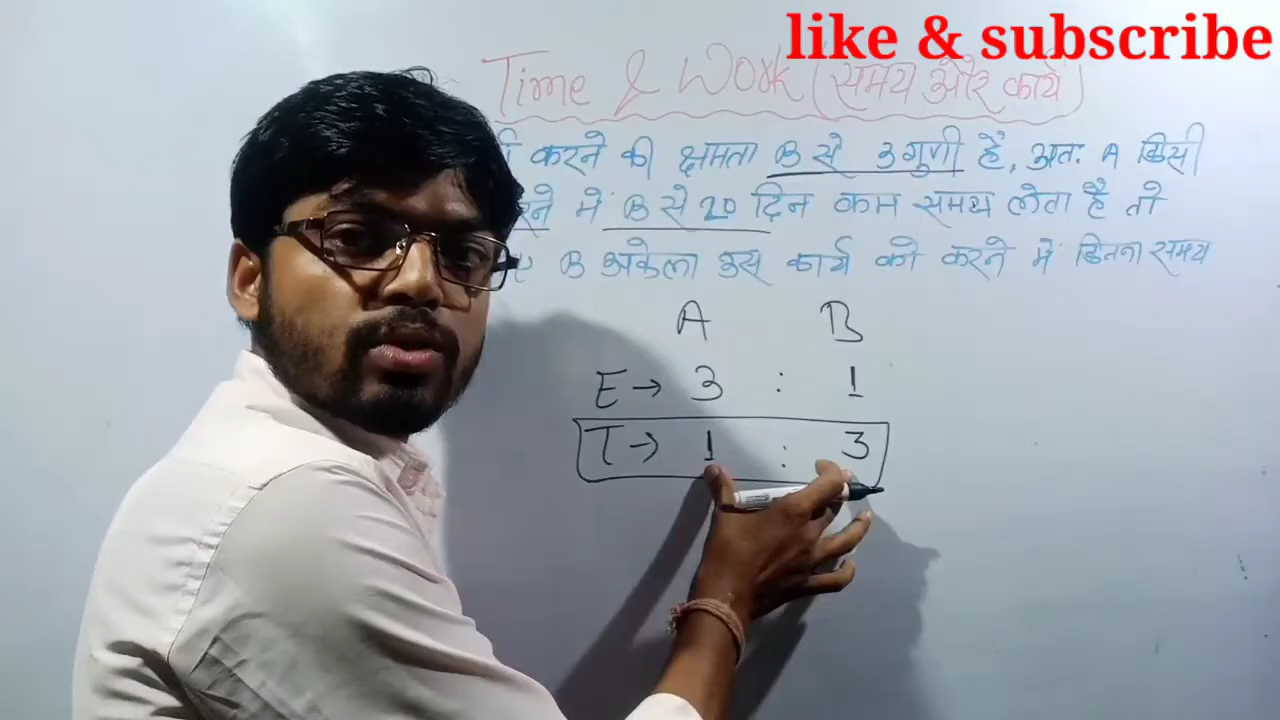 like & subscribe
Time & Work (समय और कार्य)
करने की क्षमता B से 3 गुणी है, अतः A किसी
में B से 20 दिन कम समय लेता है तो
B अकेला उस कार्य को करने में कितना समय
A B
E → 3 : 1
T → 1 : 3